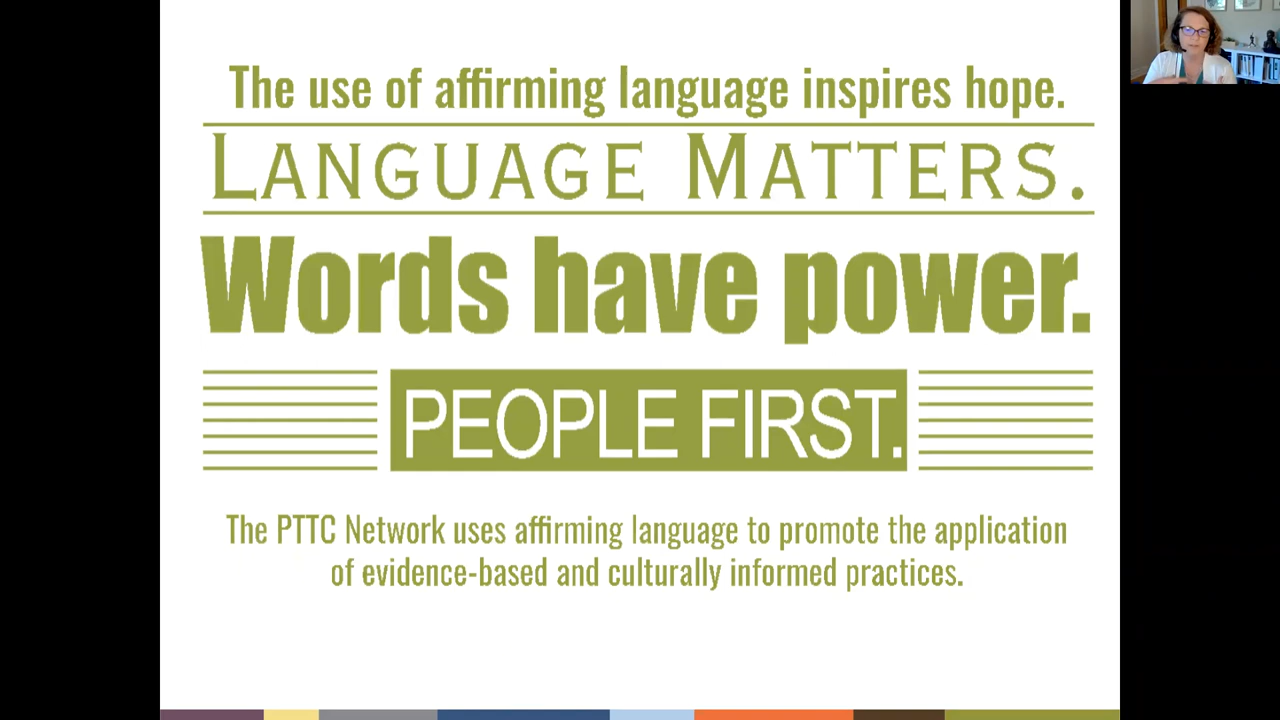 The use of affirming language inspires hope.
LANGUAGE MATTERS.
Words have power.
PEOPLE FIRST.
The PTTC Network uses affirming language to promote the application
of evidence-based and culturally informed practices.